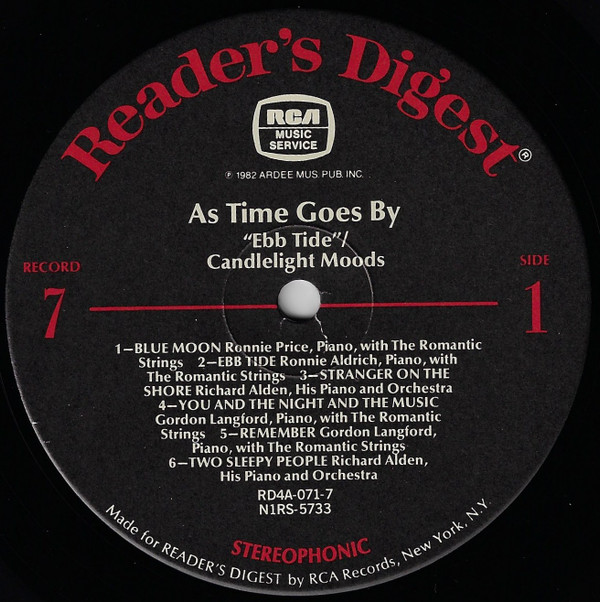 Reader's Digest®
RCA
MUSIC
SERVICE
℗ 1982 ARDEE MUS. PUB. INC.
As Time Goes By
"Ebb Tide"/
Candlelight Moods
RECORD
7
SIDE
1
1—BLUE MOON Ronnie Price, Piano, with The Romantic
Strings 2—EBB TIDE Ronnie Aldrich, Piano, with
The Romantic Strings 3—STRANGER ON THE
SHORE Richard Alden, His Piano and Orchestra
4—YOU AND THE NIGHT AND THE MUSIC
Gordon Langford, Piano, with The Romantic
Strings 5—REMEMBER Gordon Langford,
Piano, with The Romantic Strings
6—TWO SLEEPY PEOPLE Richard Alden,
His Piano and Orchestra
RD4A-071-7
N1RS-5733
STEREOPHONIC
Made for READER'S DIGEST by RCA Records, New York, N.Y.